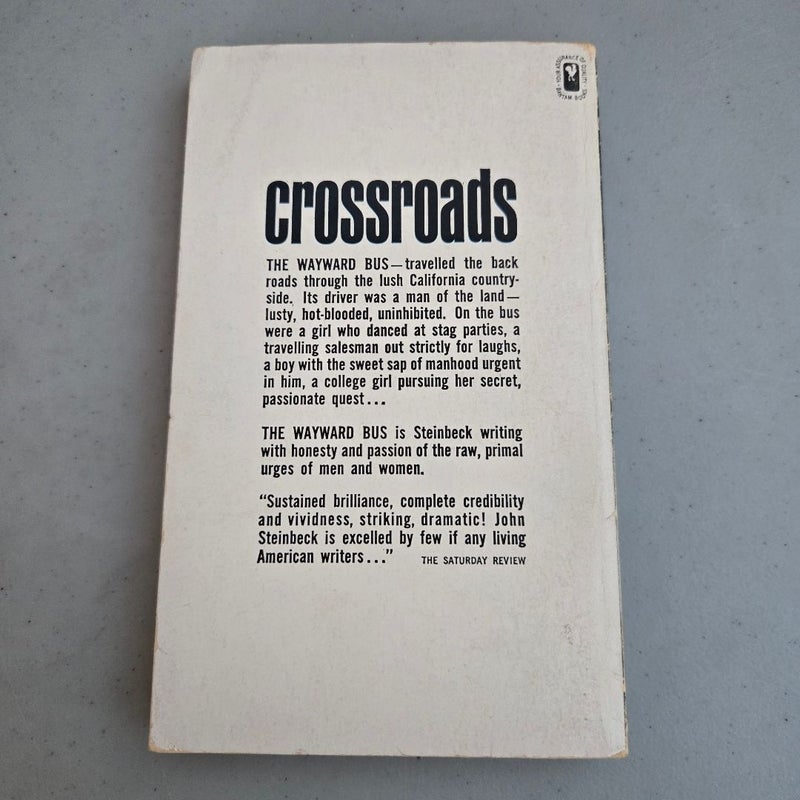 YOUR ASSURANCE OF QUALITY
crossroads
THE WAYWARD BUS—travelled the back
roads through the lush California country-
side. Its driver was a man of the land—
lusty, hot-blooded, uninhibited. On the bus
were a girl who danced at stag parties, a
travelling salesman out strictly for laughs,
a boy with the sweet sap of manhood urgent
in him, a college girl pursuing her secret,
passionate quest...
THE WAYWARD BUS is Steinbeck writing
with honesty and passion of the raw, primal
urges of men and women.
"Sustained brilliance, complete credibility
and vividness, striking, dramatic! John
Steinbeck is excelled by few if any living
American writers..." THE SATURDAY REVIEW